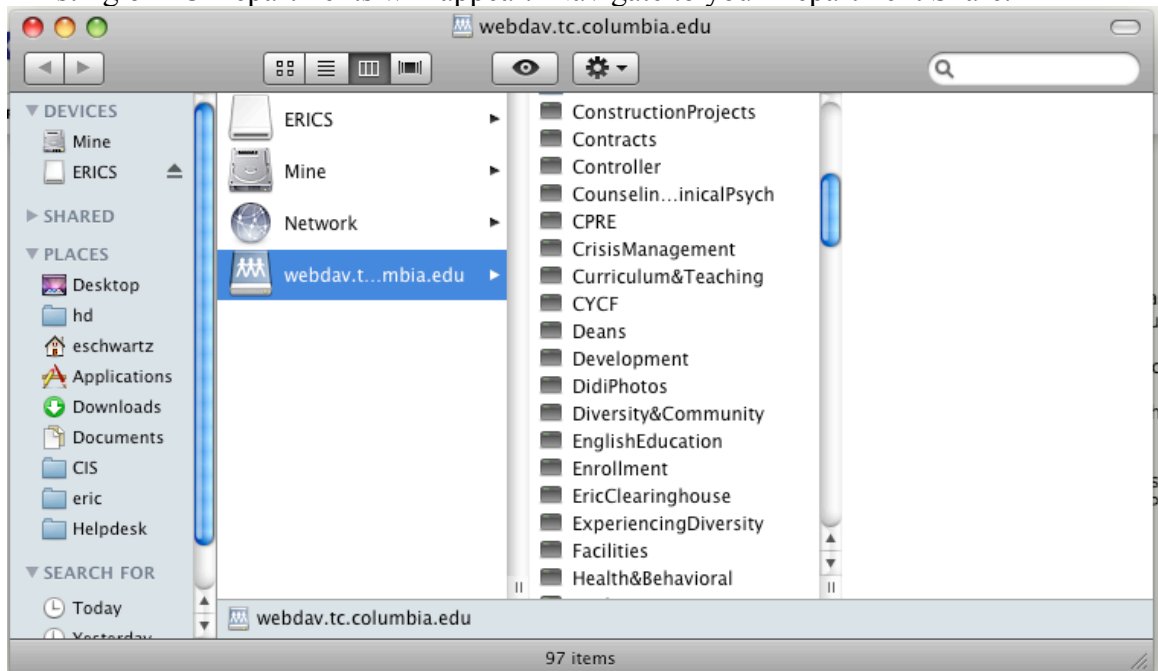 webdav.tc.columbia.edu
DEVICES
Mine
ERICS
SHARED
PLACES
Desktop
hd
eschwartz
Applications
Downloads
Documents
CIS
eric
Helpdesk
SEARCH FOR
Today
Yesterday
ERICS
Mine
Network
webdav.t...mbia.edu
ConstructionProjects
Contracts
Controller
Counselin...inicalPsych
CPRE
CrisisManagement
Curriculum&Teaching
CYCF
Deans
Development
DidiPhotos
Diversity&Community
EnglishEducation
Enrollment
EricClearinghouse
ExperiencingDiversity
Facilities
Health&Behavioral
webdav.tc.columbia.edu
97 items